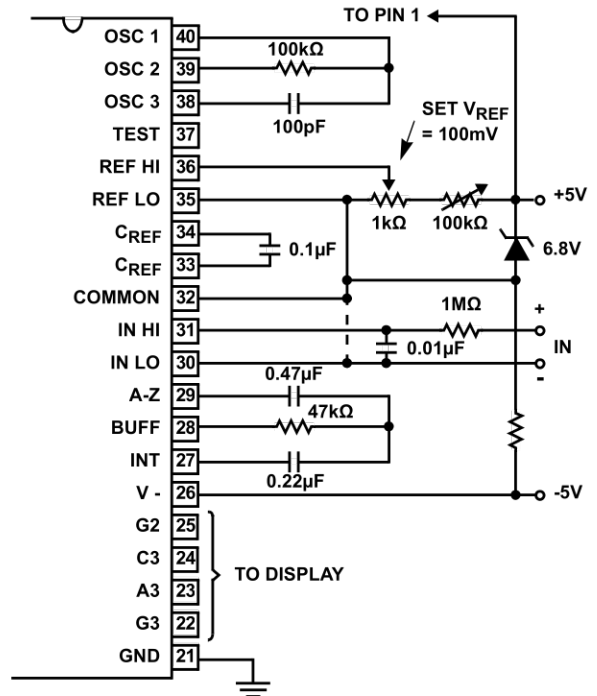 TO PIN 1
OSC 1 40
100kΩ
OSC 2 39
OSC 3 38
100pF
SET VREF
= 100mV
TEST 37
REF HI 36
REF LO 35
+5V
1kΩ
100kΩ
CREF 34
0.1µF
6.8V
CREF 33
COMMON 32
1MΩ
+
IN HI 31
0.01µF
IN
IN LO 30
-
0.47µF
A-Z 29
47kΩ
BUFF 28
INT 27
0.22µF
V - 26
-5V
G2 25
C3 24
TO DISPLAY
A3 23
G3 22
GND 21